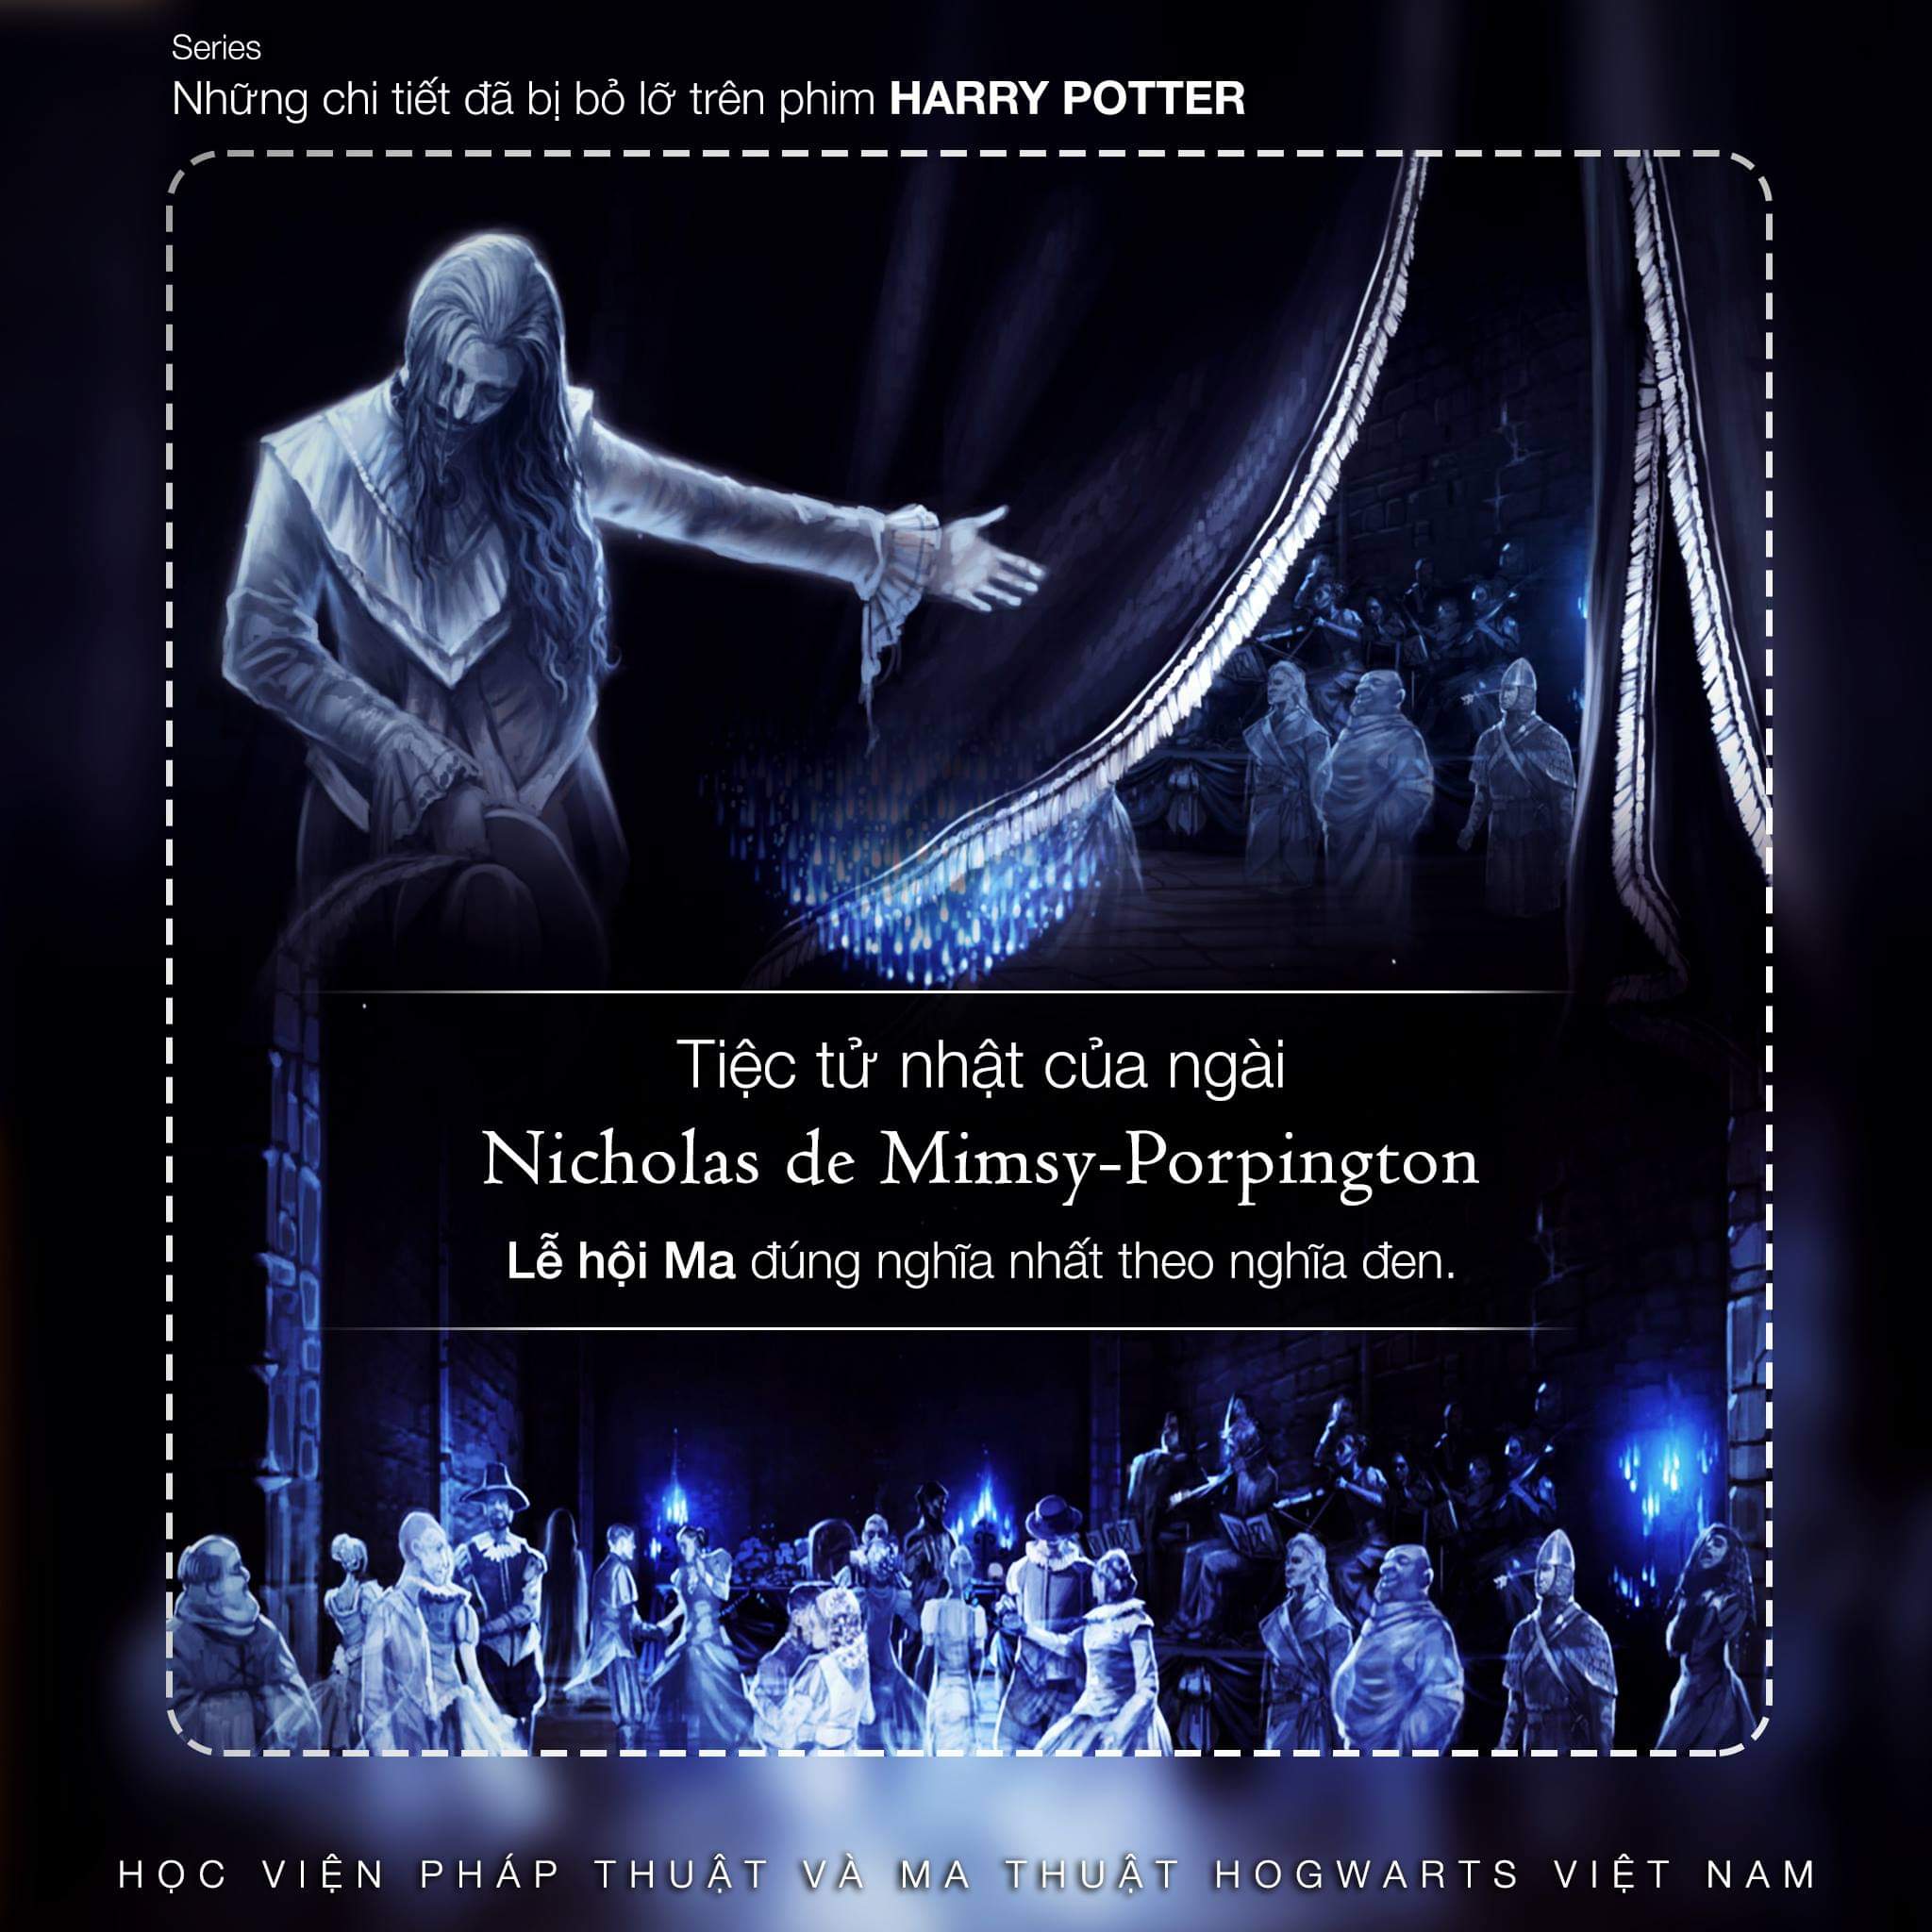 Series
Những chi tiết đã bị bỏ lỡ trên phim HARRY POTTER
Tiệc tử nhật của ngài
Nicholas de Mimsy-Porpington
Lễ hội Ma đúng nghĩa nhất theo nghĩa đen.
HỌC VIỆN PHÁP THUẬT VÀ MA THUẬT HOGWARTS VIỆT NAM